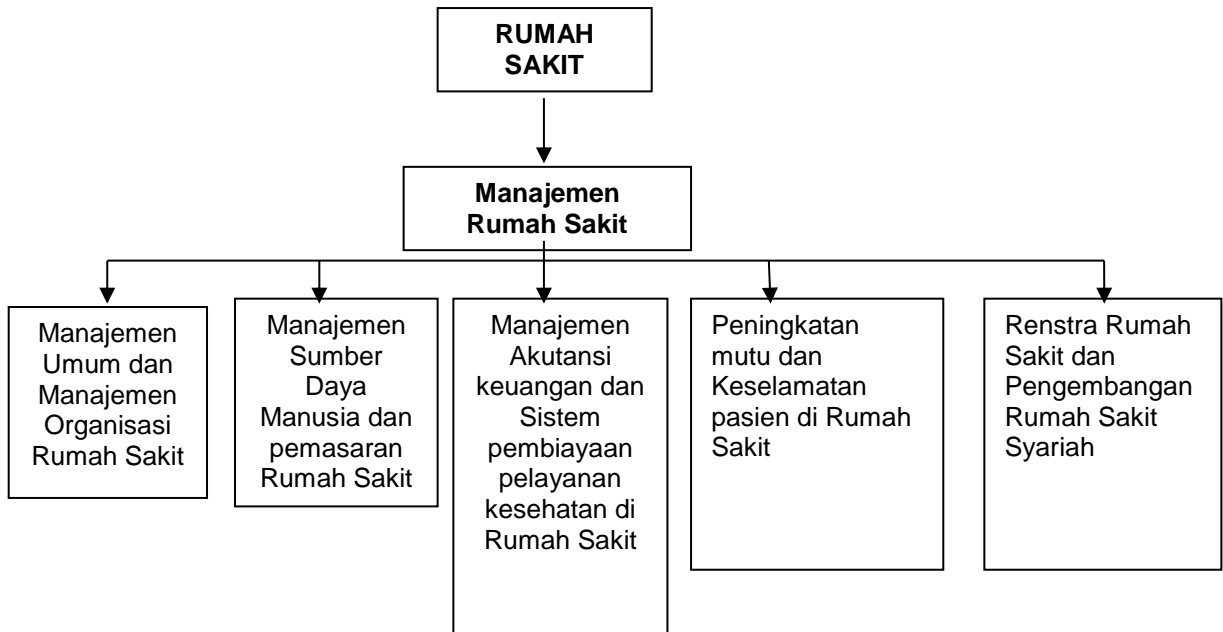 RUMAH
SAKIT
Manajemen
Rumah Sakit
Manajemen
Umum dan
Manajemen
Organisasi
Rumah Sakit
Manajemen
Sumber
Daya
Manusia dan
pemasaran
Rumah Sakit
Manajemen
Akutansi
keuangan dan
Sistem
pembiayaan
pelayanan
kesehatan di
Rumah Sakit
Peningkatan
mutu dan
Keselamatan
pasien di Rumah
Sakit
Renstra Rumah
Sakit dan
Pengembangan
Rumah Sakit
Syariah